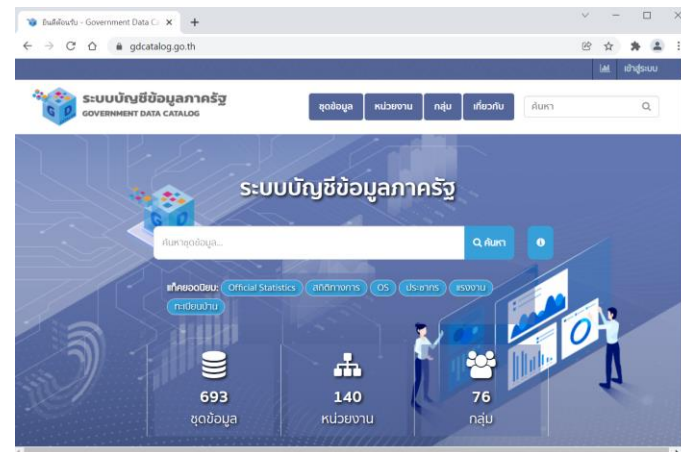 ยินดีต้อนรับ - Government Data C
gdcatalog.go.th
เข้าสู่ระบบ
ระบบบัญชีข้อมูลภาครัฐ
GOVERNMENT DATA CATALOG
ชุดข้อมูล หน่วยงาน กลุ่ม เกี่ยวกับ ค้นหา
G D
ระบบบัญชีข้อมูลภาครัฐ
G D
ค้นหาชุดข้อมูล... ค้นหา
แท็คยอดนิยม: Official Statistics สถิติทางการ OS ประชากร แรงงาน
ทะเบียนบ้าน
693 140 76
ชุดข้อมูล หน่วยงาน กลุ่ม